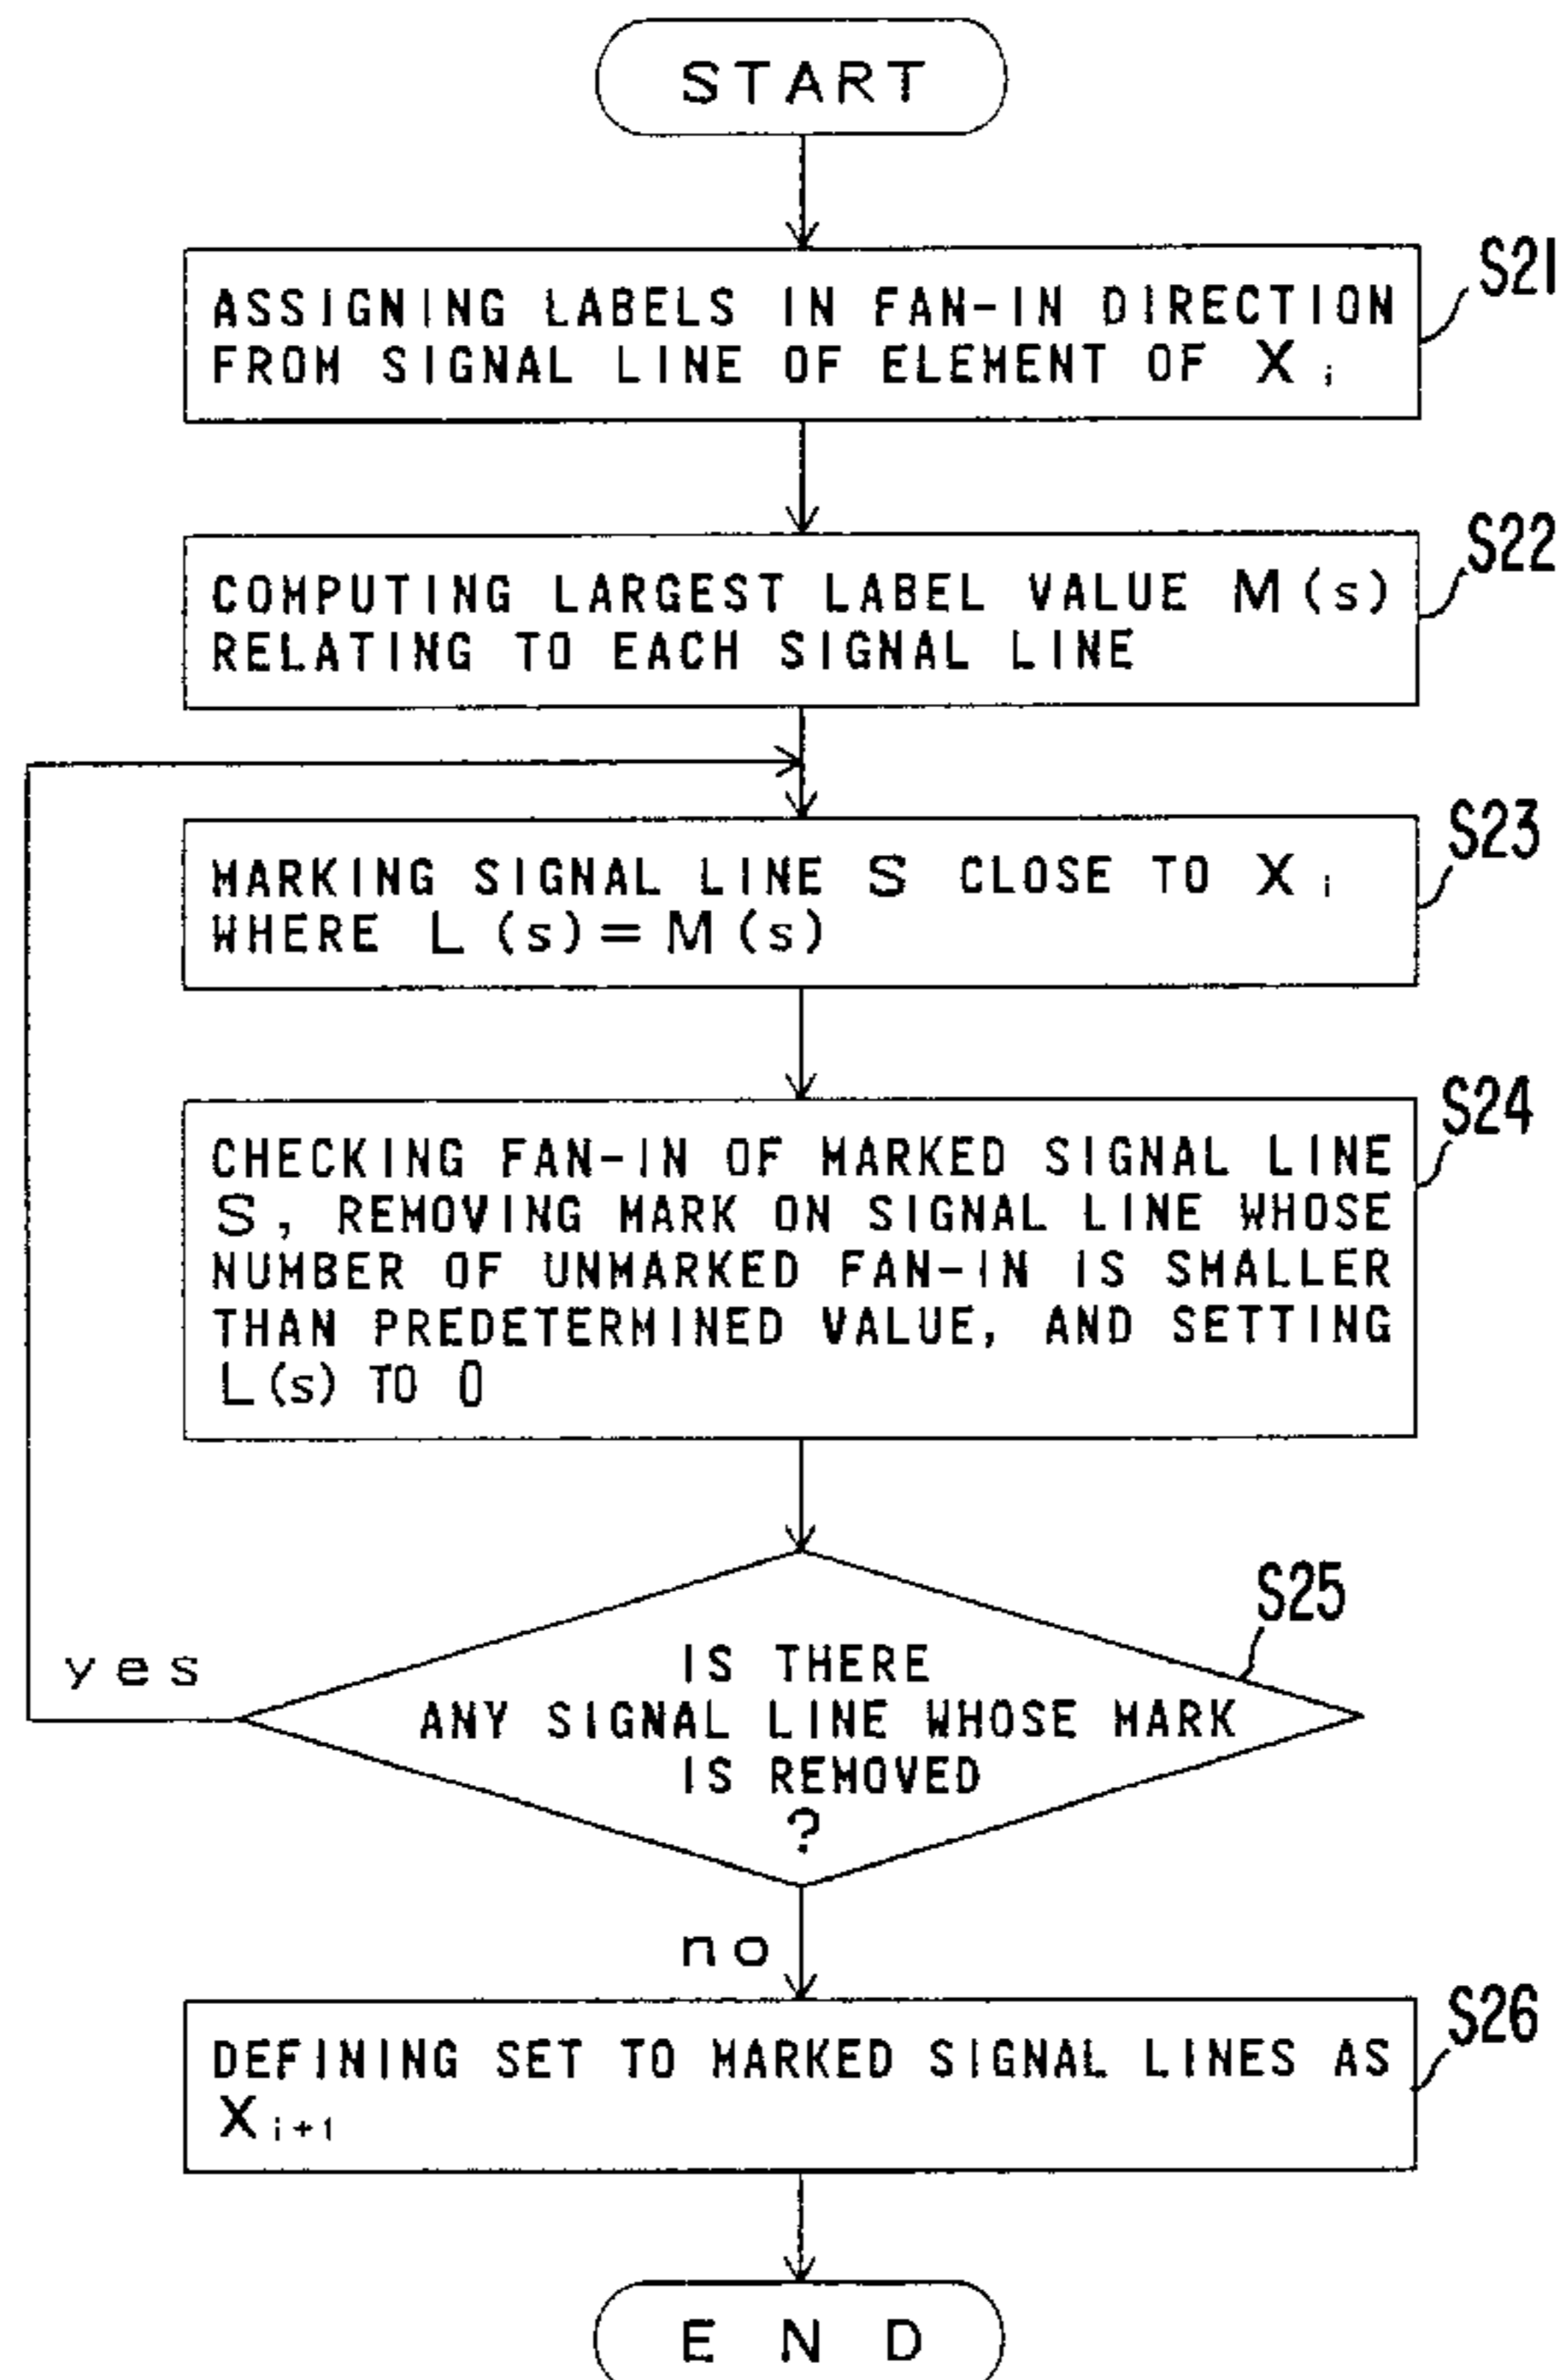 START
S21
ASSIGNING LABELS IN FAN-IN DIRECTION
FROM SIGNAL LINE OF ELEMENT OF Xi
S22
COMPUTING LARGEST LABEL VALUE M(s)
RELATING TO EACH SIGNAL LINE
S23
MARKING SIGNAL LINE S CLOSE TO Xi
WHERE L(s)=M(s)
S24
CHECKING FAN-IN OF MARKED SIGNAL LINE
S, REMOVING MARK ON SIGNAL LINE WHOSE
NUMBER OF UNMARKED FAN-IN IS SMALLER
THAN PREDETERMINED VALUE, AND SETTING
L(s) TO 0
S25
IS THERE
ANY SIGNAL LINE WHOSE MARK
IS REMOVED
?
yes
no
S26
DEFINING SET TO MARKED SIGNAL LINES AS
Xi+1
END